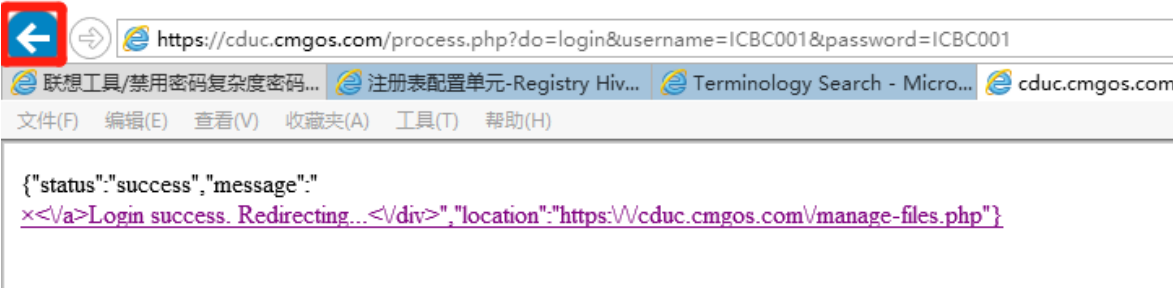 https://cduc.cmgos.com/process.php?do=login&username=ICBC001&password=ICBC001
联想工具/禁用密码复杂度密码... 注册表配置单元-Registry Hiv... Terminology Search - Micro... cduc.cmgos.com
文件(F) 编辑(E) 查看(V) 收藏夹(A) 工具(T) 帮助(H)
{"status":"success","message":"
×<\/a>Login success. Redirecting...<\/div>","location":"https:\/\/cduc.cmgos.com\/manage-files.php"}